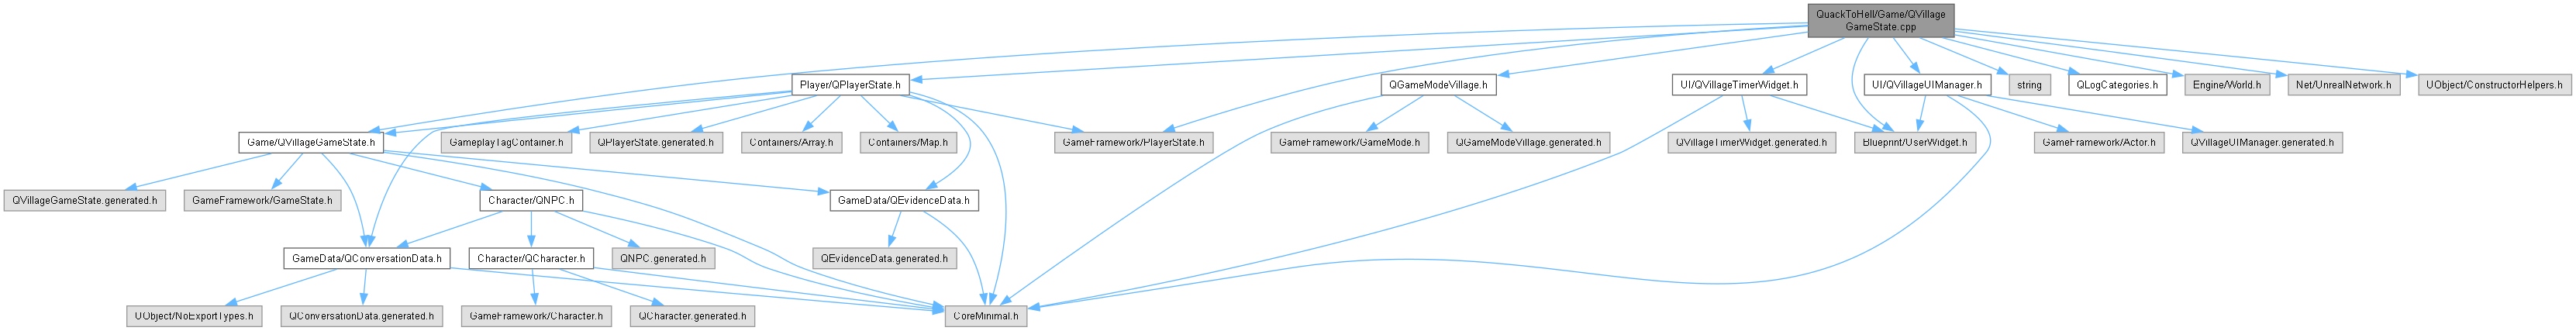 QuackToHell/Game/QVillage
GameState.cpp
Player/QPlayerState.h
QGameModeVillage.h
UI/QVillageTimerWidget.h
UI/QVillageUIManager.h
string
QLogCategories.h
Engine/World.h
Net/UnrealNetwork.h
UObject/ConstructorHelpers.h
Game/QVillageGameState.h
GameplayTagContainer.h
QPlayerState.generated.h
Containers/Array.h
Containers/Map.h
GameFramework/PlayerState.h
GameFramework/GameMode.h
QGameModeVillage.generated.h
QVillageTimerWidget.generated.h
Blueprint/UserWidget.h
GameFramework/Actor.h
QVillageUIManager.generated.h
QVillageGameState.generated.h
GameFramework/GameState.h
Character/QNPC.h
GameData/QEvidenceData.h
GameData/QConversationData.h
Character/QCharacter.h
QNPC.generated.h
QEvidenceData.generated.h
UObject/NoExportTypes.h
QConversationData.generated.h
GameFramework/Character.h
QCharacter.generated.h
CoreMinimal.h